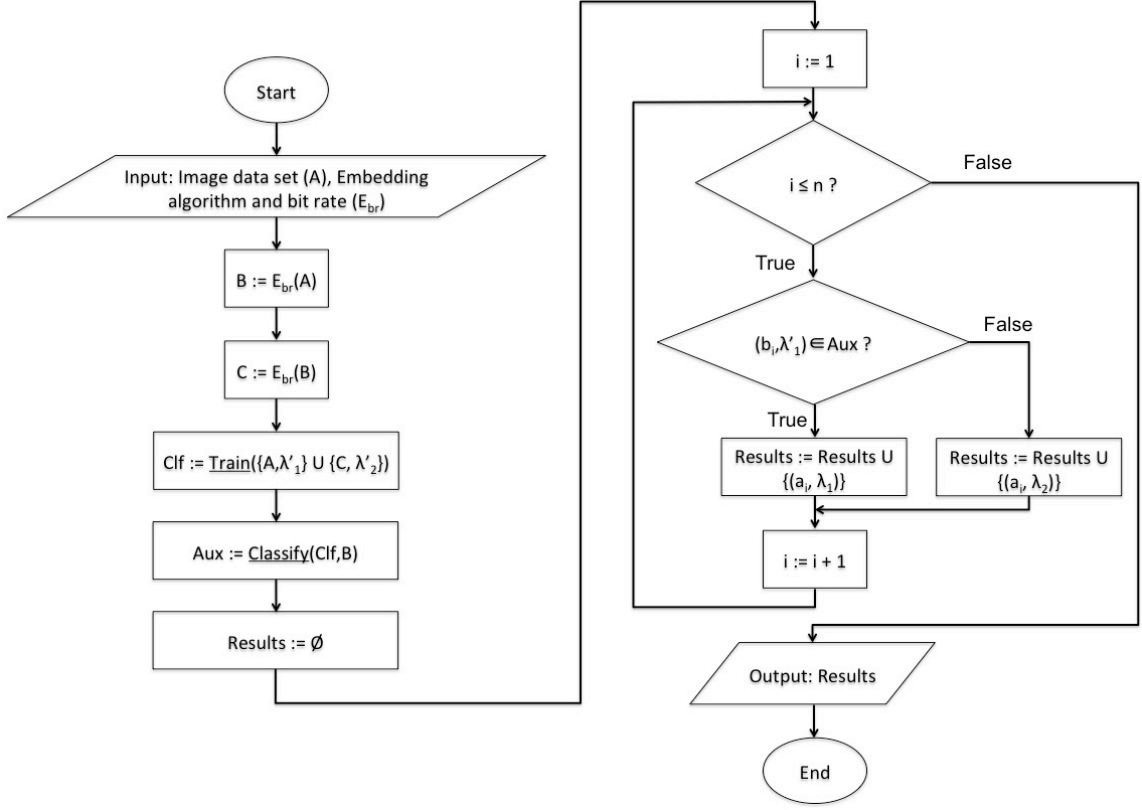 Start
Input: Image data set (A), Embedding
algorithm and bit rate (E_br)
B := E_br(A)
C := E_br(B)
Clf := Train({A,λ’_1} U {C, λ’_2})
Aux := Classify(Clf,B)
Results := Ø
i := 1
i ≤ n ?
False
True
(b_i,λ’_1)∈Aux ?
False
True
Results := Results U
{(a_i, λ_1)}
Results := Results U
{(a_i, λ_2)}
i := i + 1
Output: Results
End